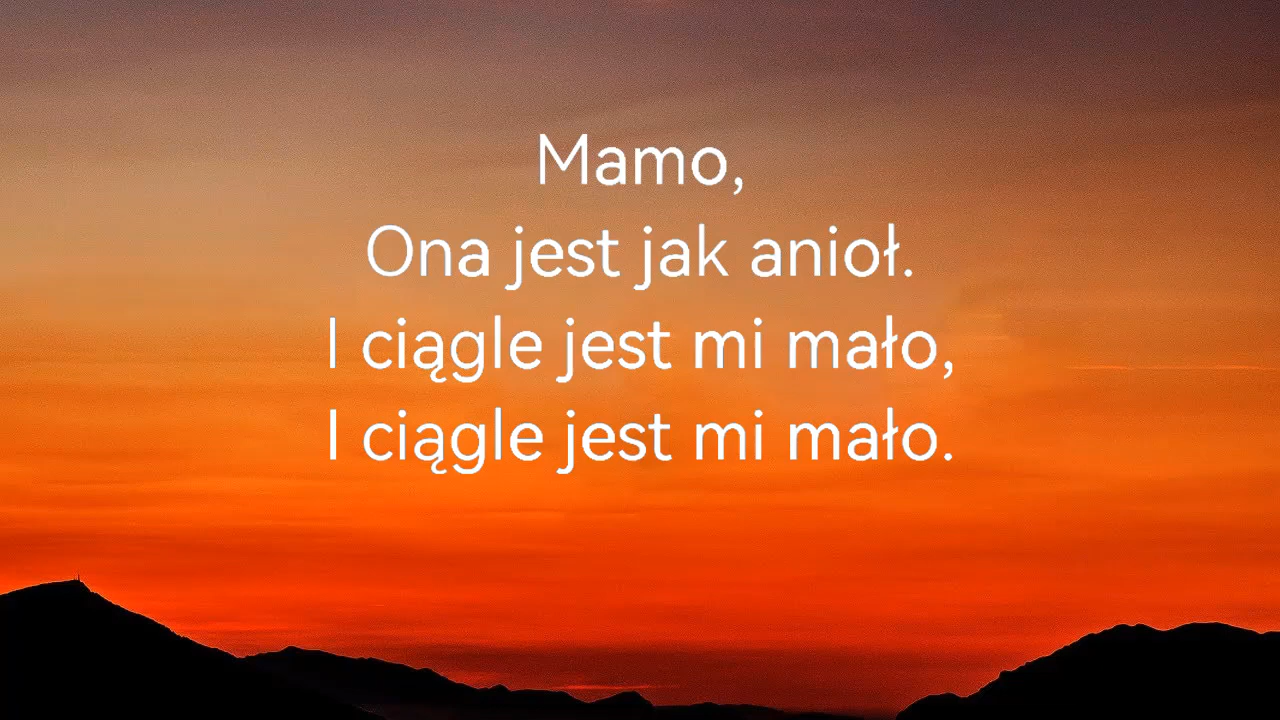 Mamo,
Ona jest jak anioł.
I ciągle jest mi mało,
I ciągle jest mi mało.